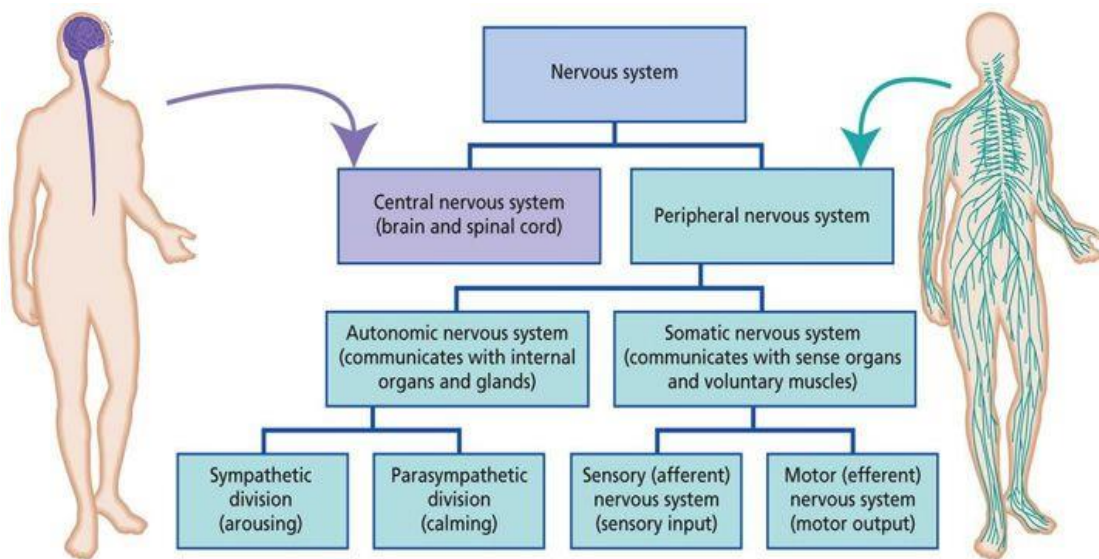 Nervous system
Central nervous system
(brain and spinal cord)
Peripheral nervous system
Autonomic nervous system
(communicates with internal
organs and glands)
Somatic nervous system
(communicates with sense organs
and voluntary muscles)
Sympathetic
division
(arousing)
Parasympathetic
division
(calming)
Sensory (afferent)
nervous system
(sensory input)
Motor (efferent)
nervous system
(motor output)